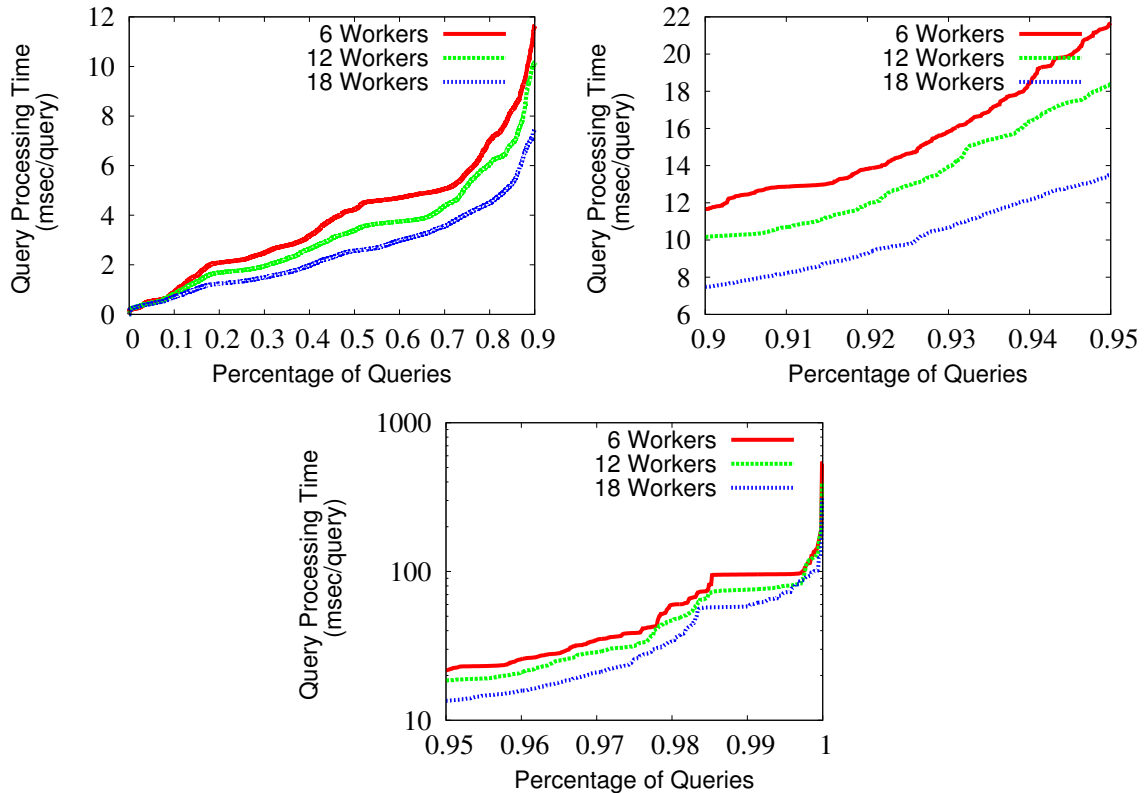 Query Processing Time
(msec/query)
12
10
8
6
4
2
0
6 Workers
12 Workers
18 Workers
0 0.1 0.2 0.3 0.4 0.5 0.6 0.7 0.8 0.9
Percentage of Queries
Query Processing Time
(msec/query)
22
20
18
16
14
12
10
8
6
6 Workers
12 Workers
18 Workers
0.9 0.91 0.92 0.93 0.94 0.95
Percentage of Queries
Query Processing Time
(msec/query)
1000
100
10
6 Workers
12 Workers
18 Workers
0.95 0.96 0.97 0.98 0.99 1
Percentage of Queries